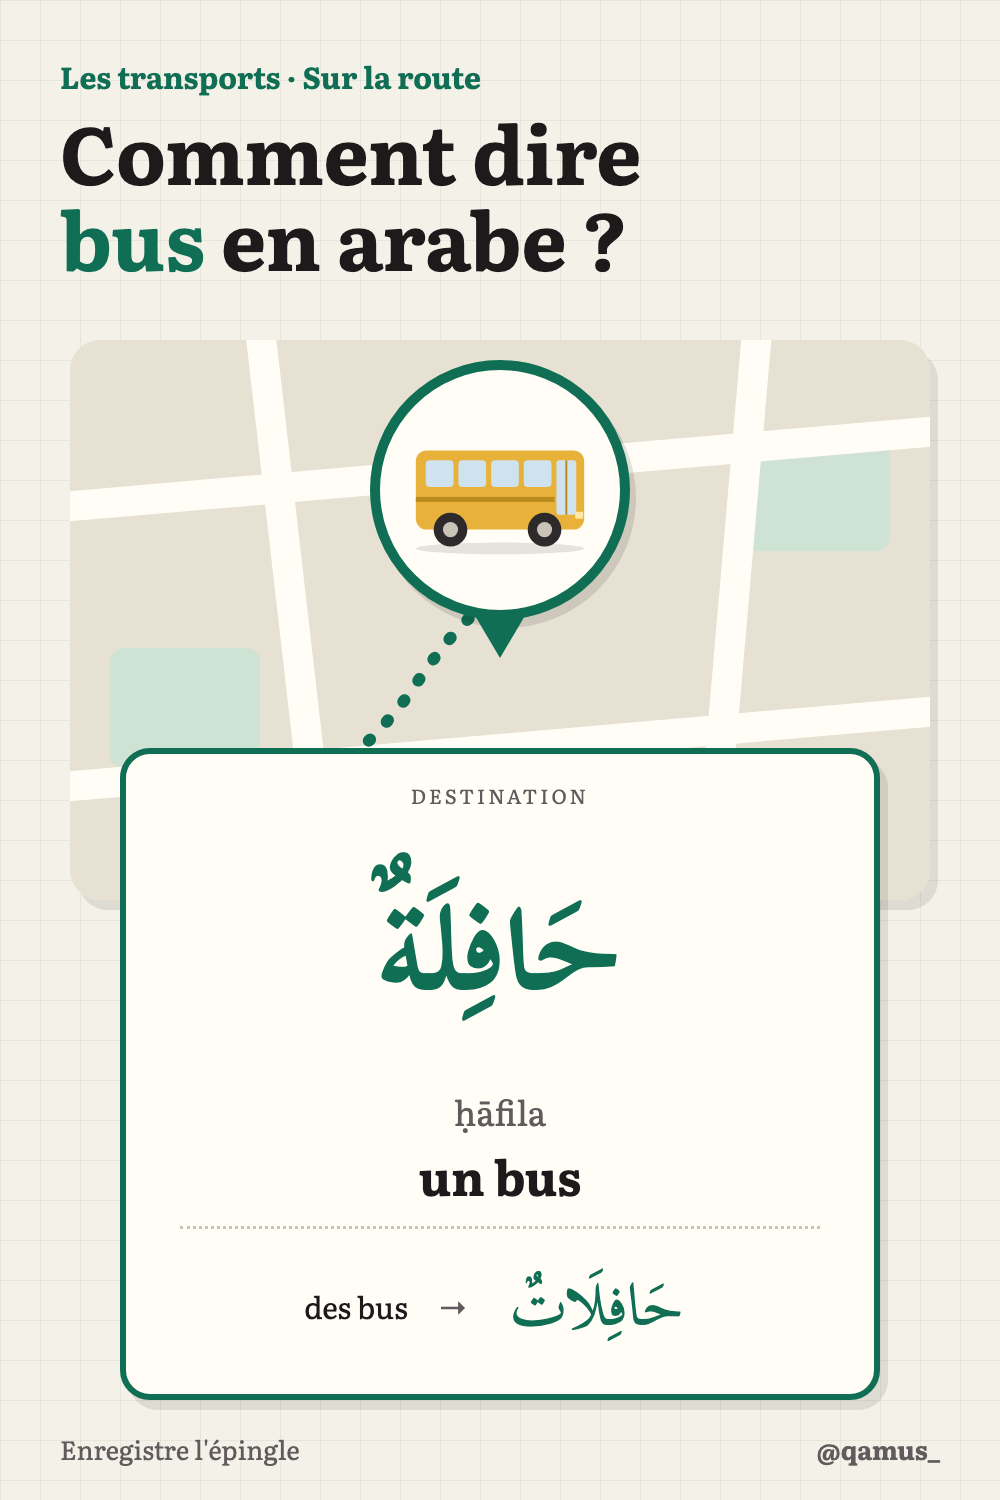 Les transports · Sur la route
Comment dire
bus en arabe ?
DESTINATION
حَافِلَةٌ
ḥāfila
un bus
des bus → حَافِلَاتٌ
Enregistre l'épingle
@qamus_